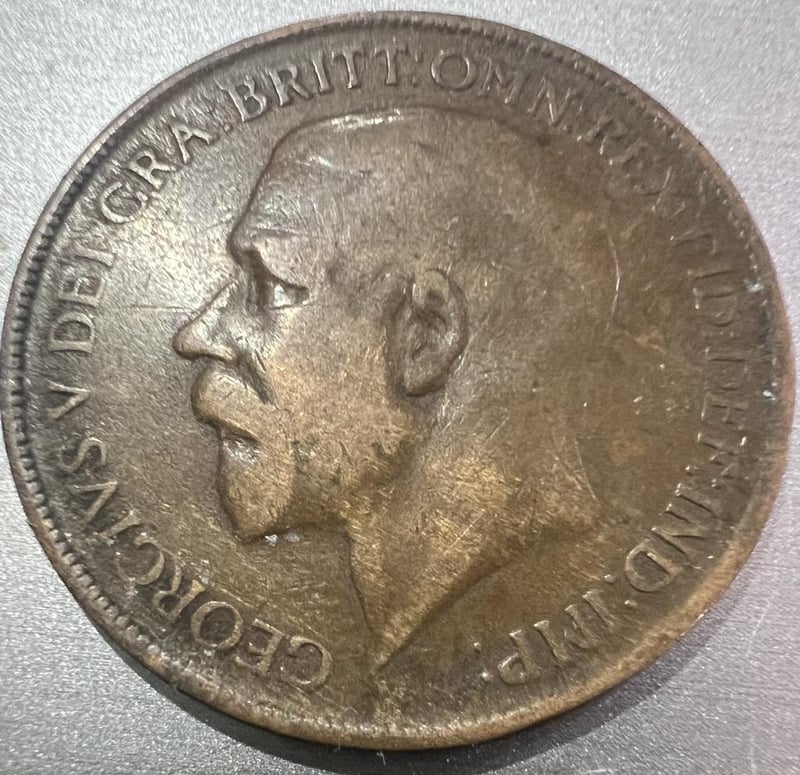 GEORGIVS V DEI GRA: BRITT: OMN: REX FID: DEF: IND: IMP: